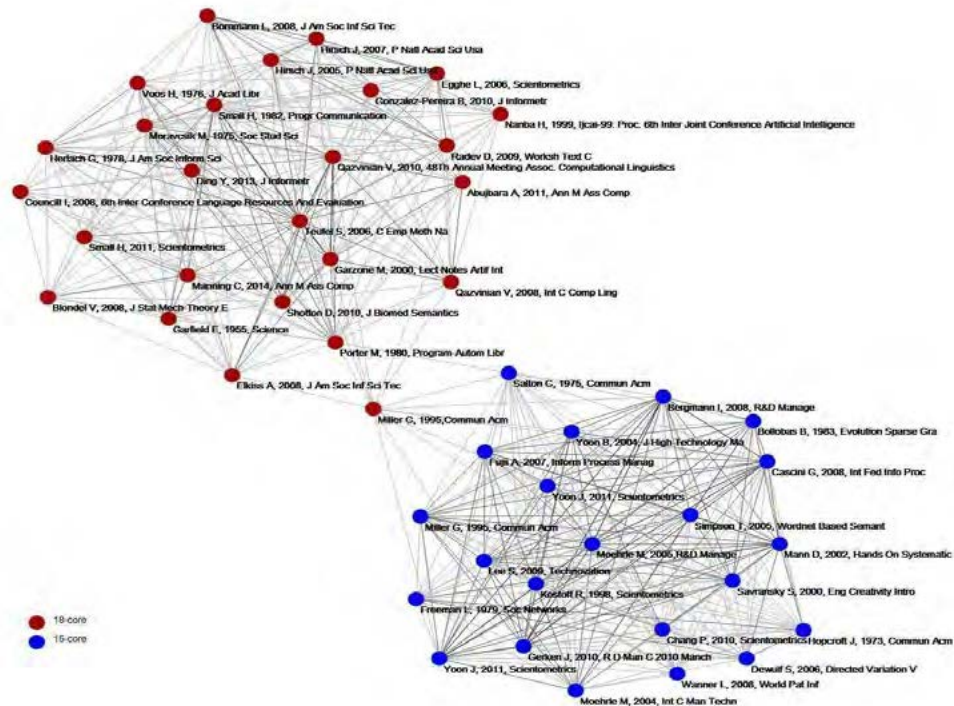 Bornmann L, 2008, J Am Soc Inf Sci Tec
Hirsch J, 2007, P Natl Acad Sci Usa
Hirsch J, 2005, P Natl Acad Sci Usa
Egghe L, 2006, Scientometrics
Voos H, 1976, J Acad Libr
Gonzalez-Pereira B, 2010, J Informetr
Small H, 1982, Progr Communication
Nanba H, 1999, Ijcai-99: Proc. 6th Inter Joint Conference Artificial Intelligence
Moravcsik M, 1975, Soc Stud Sci
Herlach G, 1978, J Am Soc Inform Sci
Radev D, 2009, Worksh Text C
Qazvinian V, 2010, 48Th Annual Meeting Assoc. Computational Linguistics
Ding Y, 2013, J Informetr
Abujbara A, 2011, Ann M Ass Comp
Councill I, 2008, 6th Inter Conference Language Resources And Evaluation
Teufel S, 2006, C Emp Meth Na
Small H, 2011, Scientometrics
Garzone M, 2000, Lect Notes Artif Int
Manning C, 2014, Ann M Ass Comp
Qazvinian V, 2008, Int C Comp Ling
Blondel V, 2008, J Stat Mech-Theory E
Shotton D, 2010, J Biomed Semantics
Garfield E, 1955, Science
Porter M, 1980, Program-Autom Libr
Elkiss A, 2008, J Am Soc Inf Sci Tec
Salton C, 1975, Commun Acm
Bergmann I, 2008, R&D Manage
Miller G, 1995,Commun Acm
Bollobas B, 1983, Evolution Sparse Gra
Yoon B, 2004, J High Technology Ma
Fujii A, 2007, Inform Process Manag
Cascini G, 2008, Int Fed Info Proc
Yoon J, 2011, Scientometrics
Miller G, 1995, Commun Acm
Simpson T, 2005, Wordnet Based Semant
Moehrle M, 2005,R&D Manage
Mann D, 2002, Hands On Systematic
Lee S, 2009, Technovation
Kostoff R, 1998, Scientometrics
Savransky S, 2000, Eng Creativity Intro
Freeman L, 1979, Soc Networks
18-core
15-core
Chang P, 2010, Scientometrics
Hopcroft J, 1973, Commun Acm
Gerken J, 2010, R D Man C 2010 Manch
Yoon J, 2011, Scientometrics
Dewulf S, 2006, Directed Variation V
Wanner L, 2008, World Pat Inf
Moehrle M, 2004, Int C Man Techn